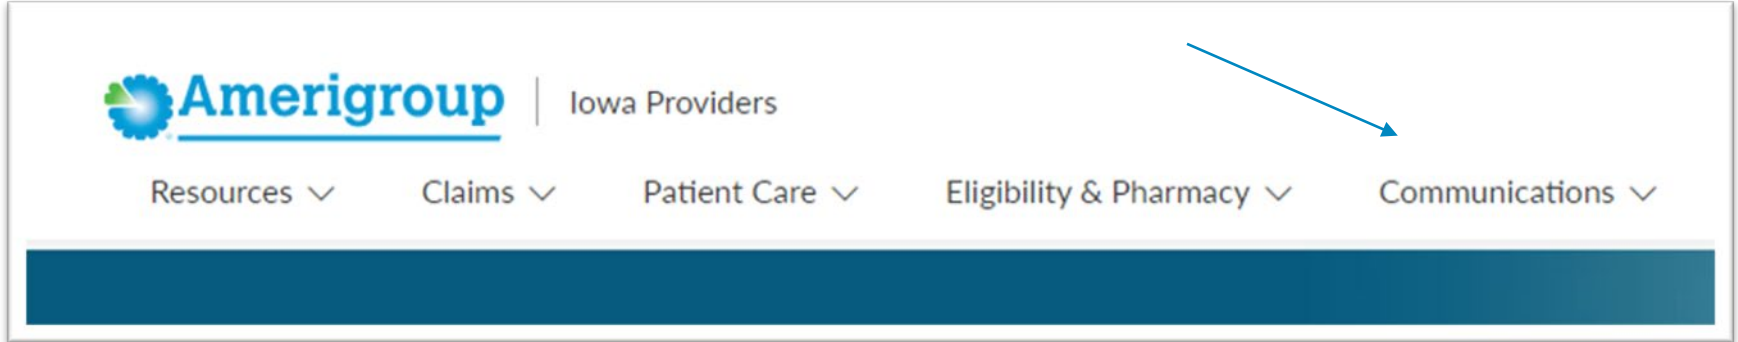 Amerigroup | Iowa Providers
Resources Claims Patient Care Eligibility & Pharmacy Communications